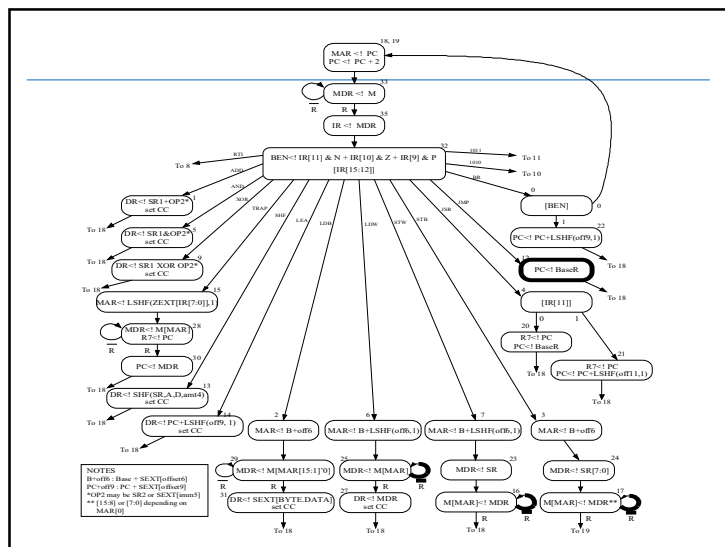 18, 19
MAR <! PC
PC <! PC + 2
33
MDR <! M
R
R
35
IR <! MDR
32
BEN<! IR[11] & N + IR[10] & Z + IR[9] & P
[IR[15:12]]
1011
To 11
1010
To 10
RTI
To 8
ADD
AND
XOR
TRAP
SHF
LEA
LDB
LDW
STW
STB
JSR
JMP
BR
0
[BEN]
0
1
1
DR<! SR1+OP2*
set CC
To 18
22
PC<! PC+LSHF(off9,1)
To 18
5
DR<! SR1&OP2*
set CC
To 18
12
PC<! BaseR
To 18
9
DR<! SR1 XOR OP2*
set CC
To 18
4
[IR[11]]
0
1
15
MAR<! LSHF(ZEXT[IR[7:0]],1)
28
MDR<! M[MAR]
R7<! PC
R
R
20
R7<! PC
PC<! BaseR
To 18
21
R7<! PC
PC<! PC+LSHF(off11,1)
To 18
30
PC<! MDR
To 18
13
DR<! SHF(SR,A,D,amt4)
set CC
To 18
14
DR<! PC+LSHF(off9, 1)
set CC
To 18
2
MAR<! B+off6
6
MAR<! B+LSHF(off6,1)
7
MAR<! B+LSHF(off6,1)
3
MAR<! B+off6
29
MDR<! M[MAR[15:1]'0]
R
R
25
MDR<! M[MAR]
R
R
23
MDR<! SR
24
MDR<! SR[7:0]
31
DR<! SEXT[BYTE.DATA]
set CC
To 18
27
DR<! MDR
set CC
To 18
16
M[MAR]<! MDR
R
R
To 18
17
M[MAR]<! MDR**
R
R
To 19
NOTES
B+off6 : Base + SEXT[offset6]
PC+off9 : PC + SEXT[offset9]
*OP2 may be SR2 or SEXT[imm5]
** [15:8] or [7:0] depending on
MAR[0]